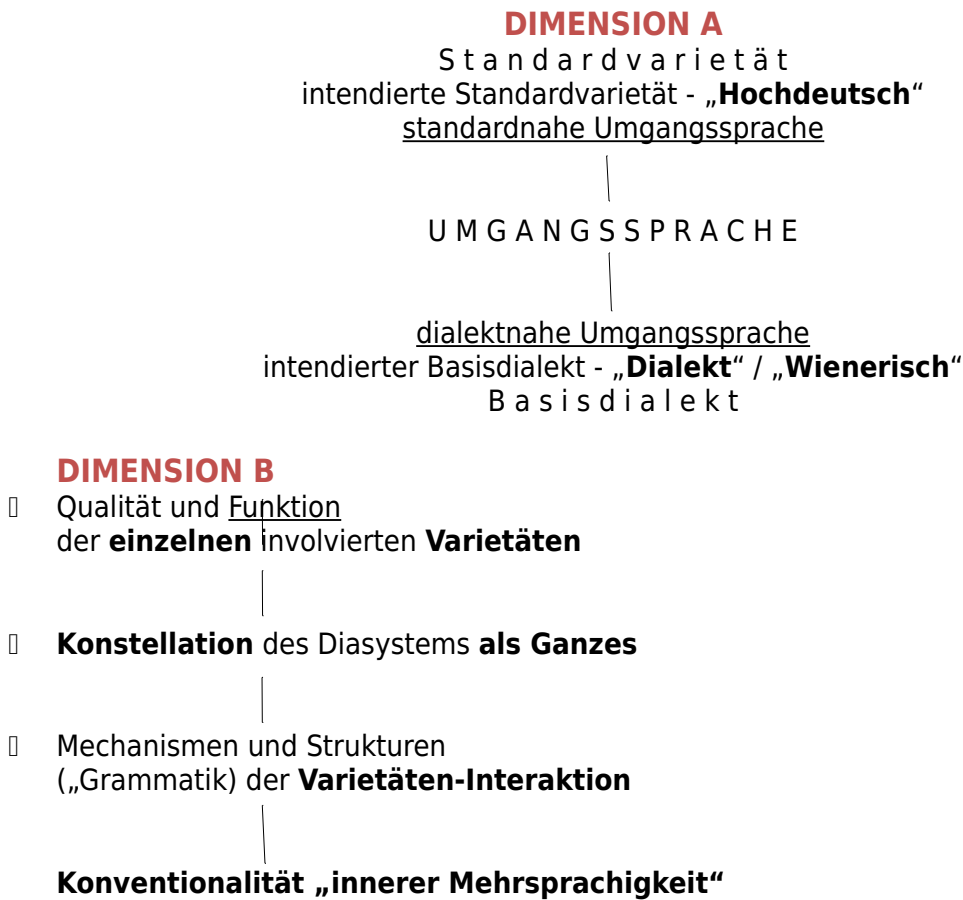 DIMENSION A
S t a n d a r d v a r i e t ä t
intendierte Standardvarietät - „Hochdeutsch“
standardnahe Umgangssprache
U M G A N G S S P R A C H E
dialektnahe Umgangssprache
intendierter Basisdialekt - „Dialekt“ / „Wienerisch“
B a s i s d i a l e k t
DIMENSION B
Qualität und Funktion
der einzelnen involvierten Varietäten
Konstellation des Diasystems als Ganzes
Mechanismen und Strukturen
(„Grammatik) der Varietäten-Interaktion
Konventionalität „innerer Mehrsprachigkeit“